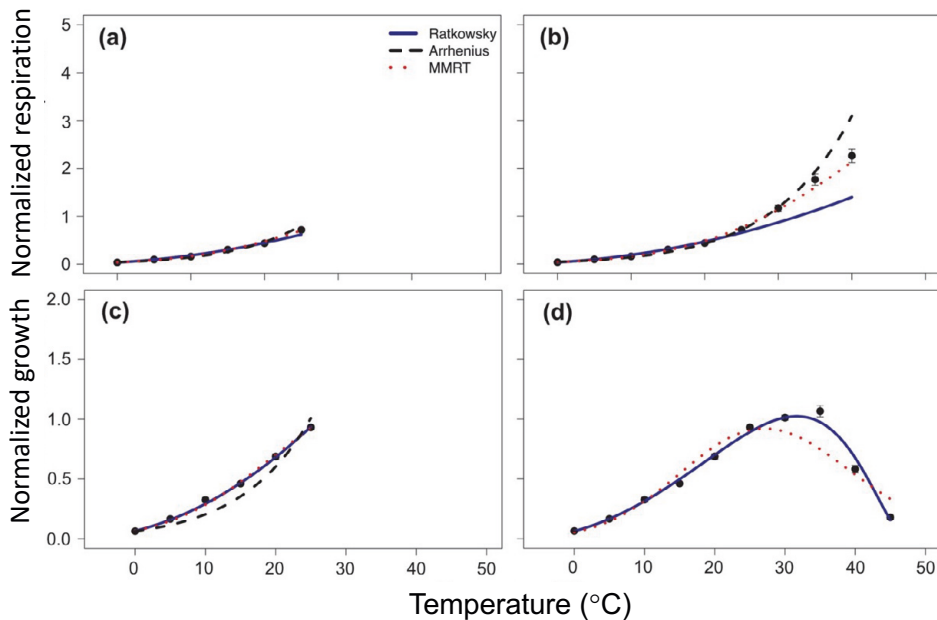 (a)
Ratkowsky
Arrhenius
MMRT
(b)
Normalized respiration
5
4
3
2
1
0
(c)
(d)
Normalized growth
2.0
1.5
1.0
0.5
0.0
0 10 20 30 40 50
0 10 20 30 40 50
Temperature (°C)